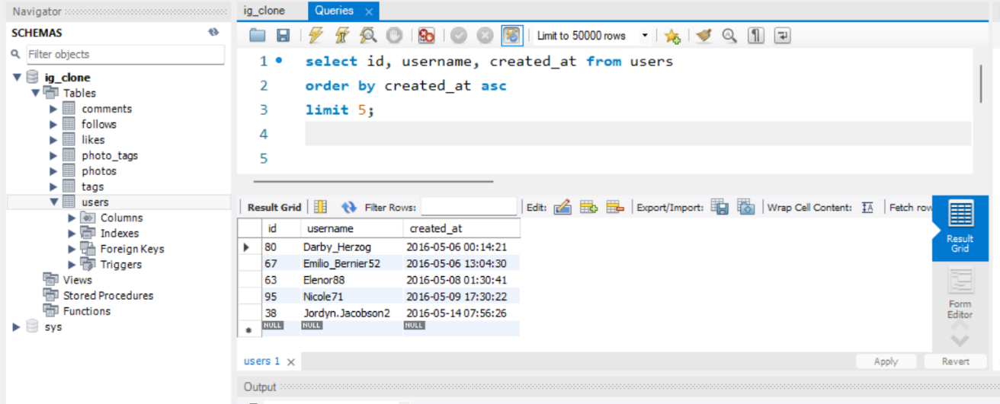 Navigator
SCHEMAS
Filter objects
ig_clone
Tables
comments
follows
likes
photo_tags
photos
tags
users
Columns
Indexes
Foreign Keys
Triggers
Views
Stored Procedures
Functions
sys
ig_clone Queries
Limit to 50000 rows
1 select id, username, created_at from users
2 order by created_at asc
3 limit 5;
4
5
Result Grid Filter Rows: Edit: Export/Import: Wrap Cell Content: Fetch row
id username created_at
80 Darby_Herzog 2016-05-06 00:14:21
67 Emilio_Bernier52 2016-05-06 13:04:30
63 Elenor88 2016-05-08 01:30:41
95 Nicole71 2016-05-09 17:30:22
38 Jordyn.Jacobson2 2016-05-14 07:56:26
NULL NULL NULL
Result
Grid
Form
Editor
users 1 Apply Revert
Output